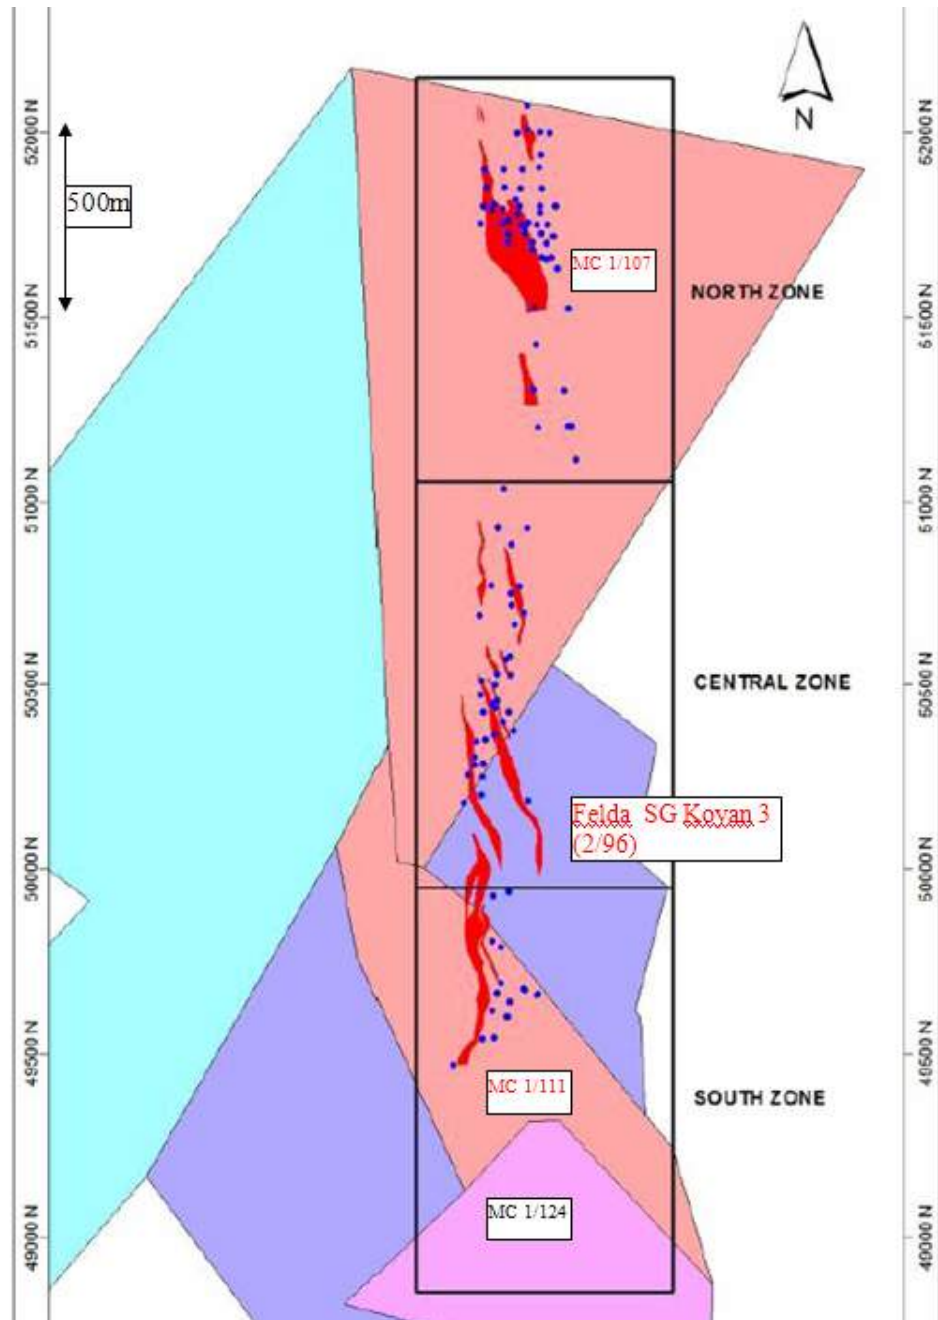 N
52000 N
52000 N
500m
MC 1/107
NORTH ZONE
51500 N
51500 N
51000 N
51000 N
50500 N
50500 N
CENTRAL ZONE
Felda SG Koyan 3
(2/96)
50000 N
50000 N
49500 N
49500 N
MC 1/111
SOUTH ZONE
MC 1/124
49000 N
49000 N